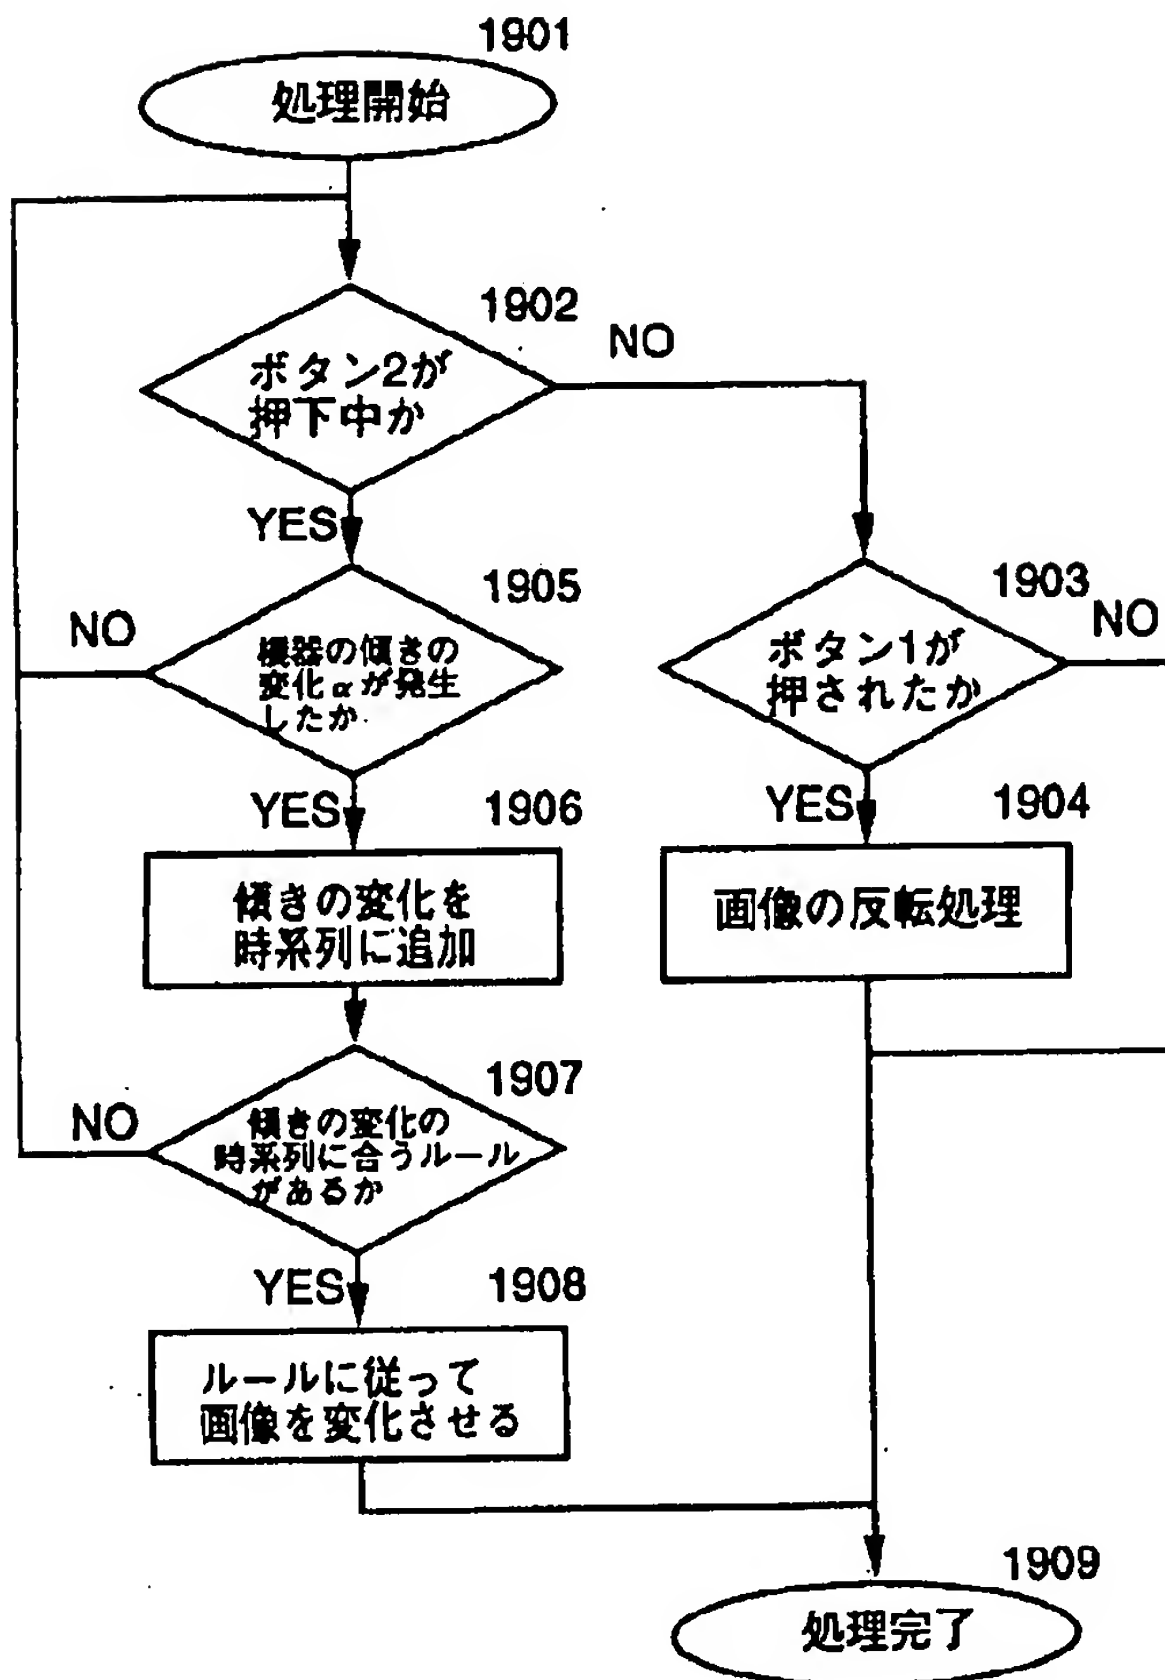 1901
処理開始
1902
ボタン2が
押下中か
NO
YES
1905
機器の傾きの
変化αが発生
したか
NO
YES
1903
ボタン1が
押されたか
NO
YES
1906
傾きの変化を
時系列に追加
1904
画像の反転処理
1907
傾きの変化の
時系列に合うルール
があるか
NO
YES
1908
ルールに従って
画像を変化させる
1909
処理完了